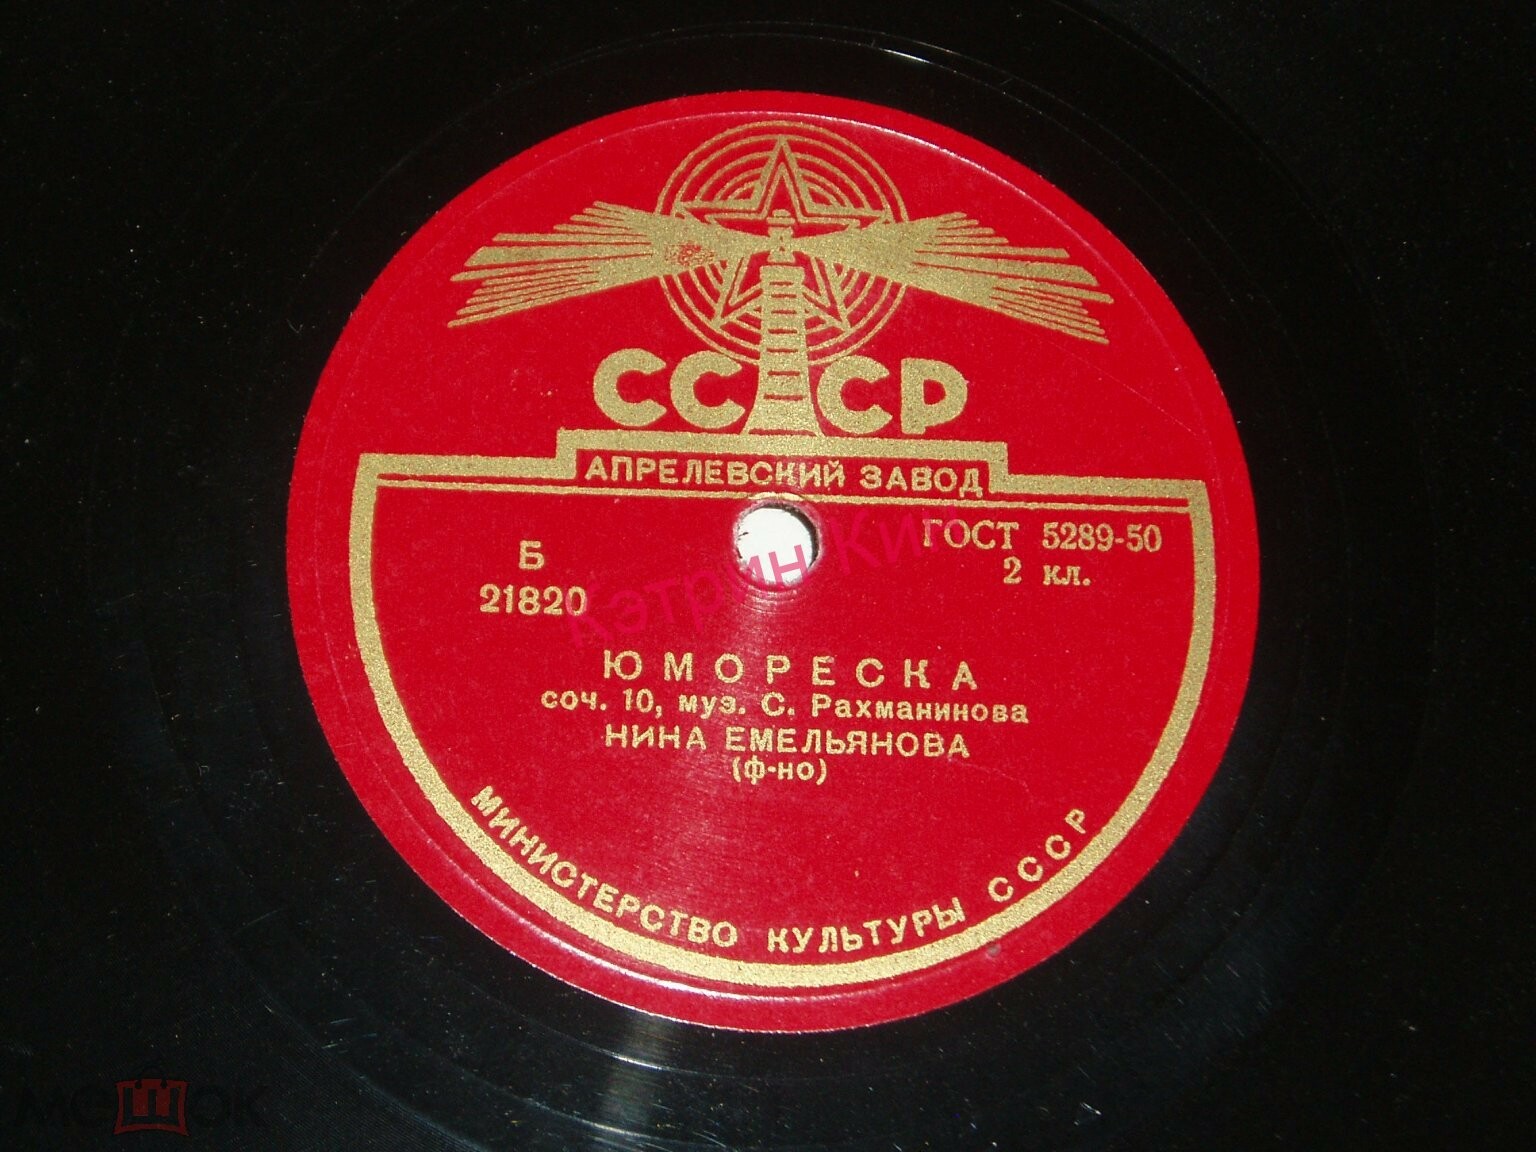 СССР
АПРЕЛЕВСКИЙ ЗАВОД
ГОСТ 5289-50
2 кл.
Б
21820
Кэтрин Ки
ЮМОРЕСКА
соч. 10, муз. С. Рахманинова
НИНА ЕМЕЛЬЯНОВА
(ф-но)
МИНИСТЕРСТВО КУЛЬТУРЫ СССР
МЕШОК